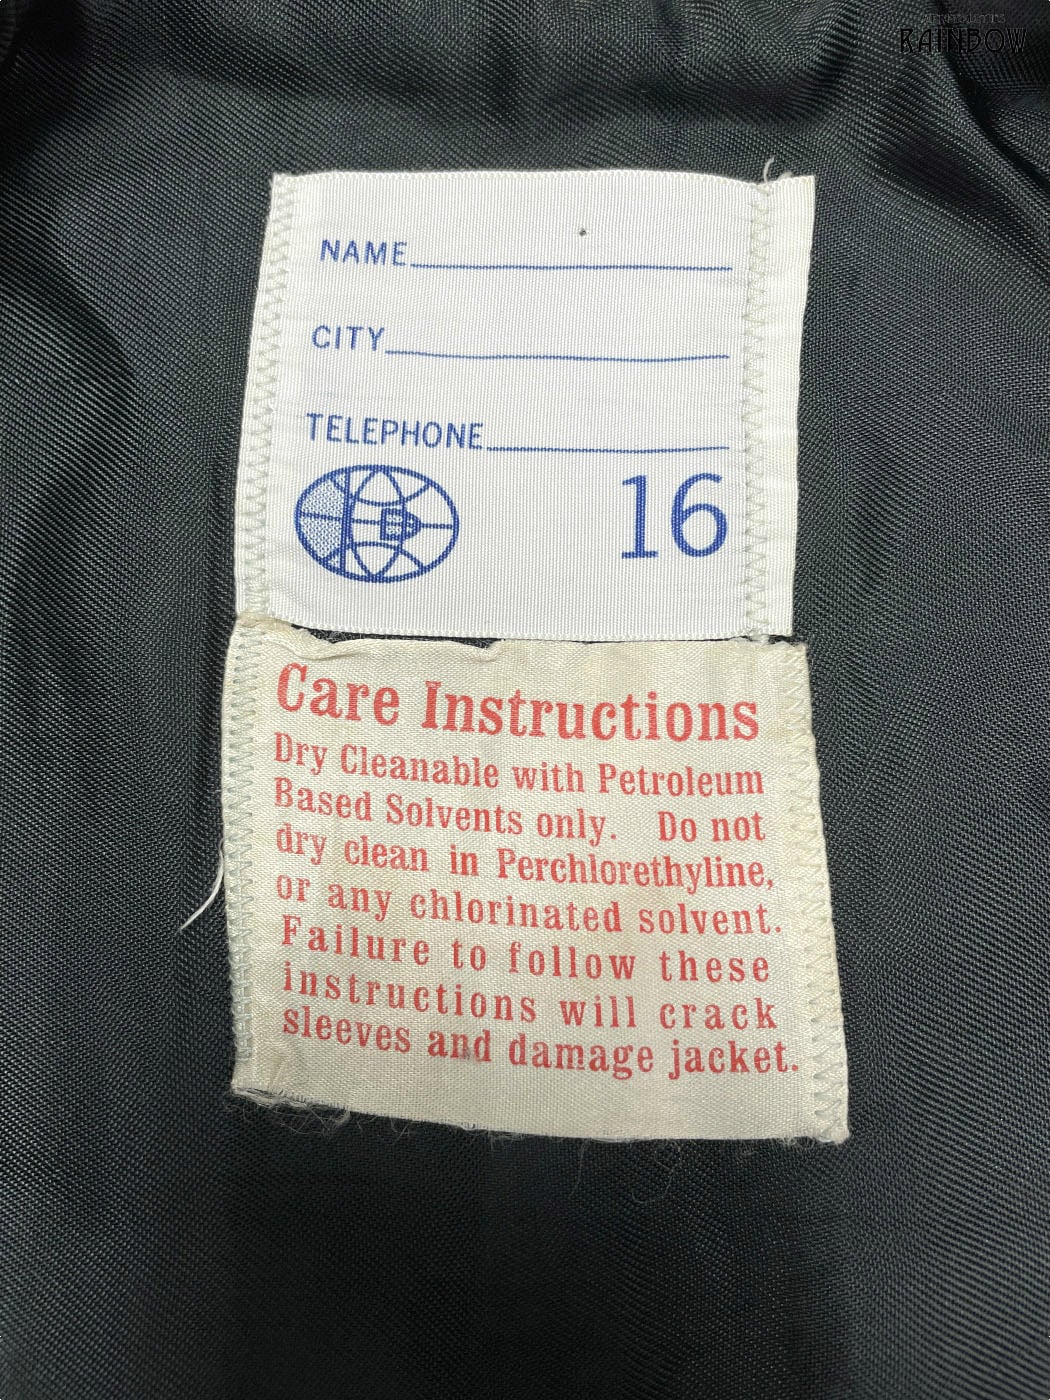 RAINBOW
NAME
CITY
TELEPHONE
B
16
Care Instructions
Dry Cleanable with Petroleum
Based Solvents only. Do not
dry clean in Perchlorethyline,
or any chlorinated solvent.
Failure to follow these
instructions will crack
sleeves and damage jacket.